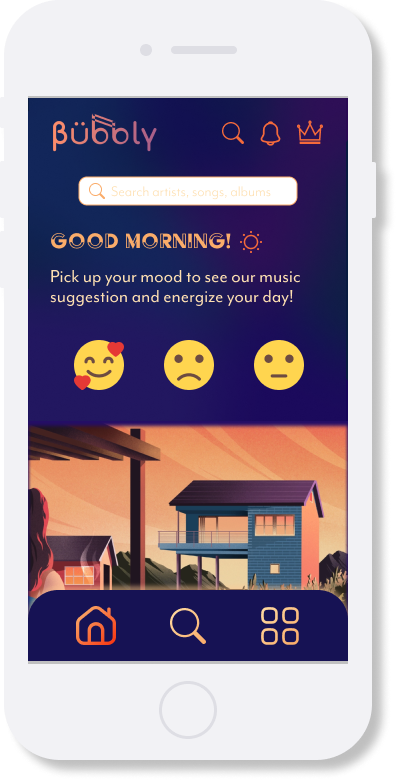 Bübbly
Search artists, songs, albums
GOOD MORNING!
Pick up your mood to see our music
suggestion and energize your day!